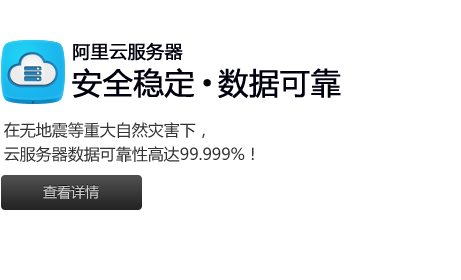 阿里云服务器
安全稳定·数据可靠
在无地震等重大自然灾害下，
云服务器数据可靠性高达99.999%！
查看详情